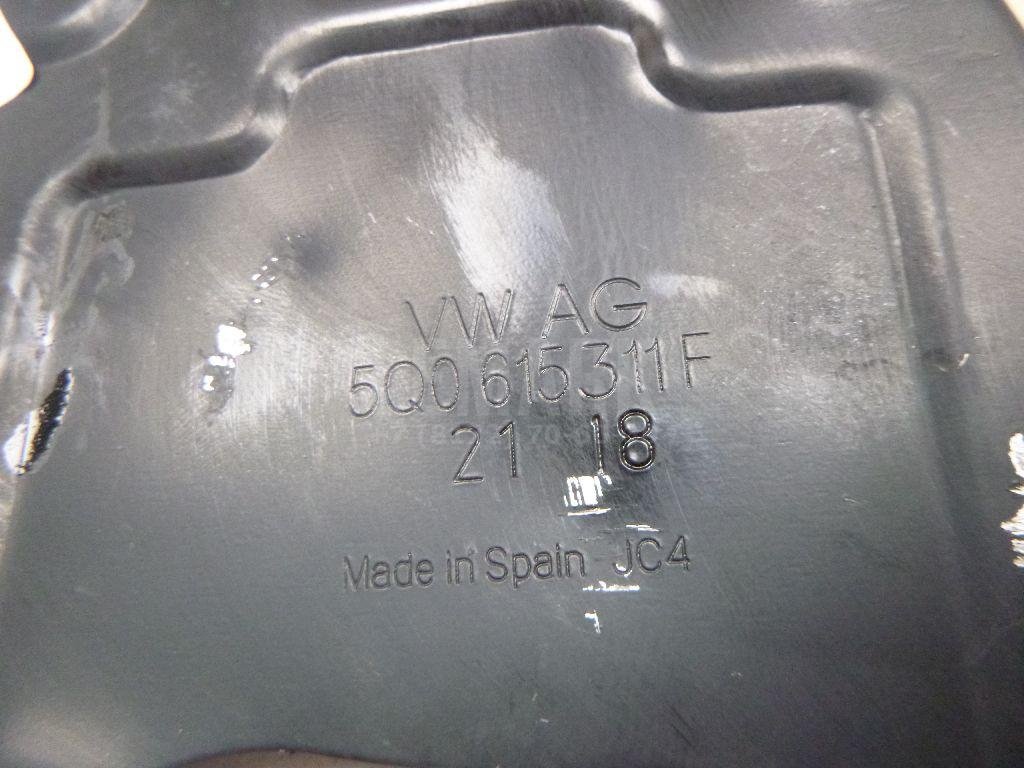 VW AG
5Q0 615 311 F
21 18
Made in Spain JC4